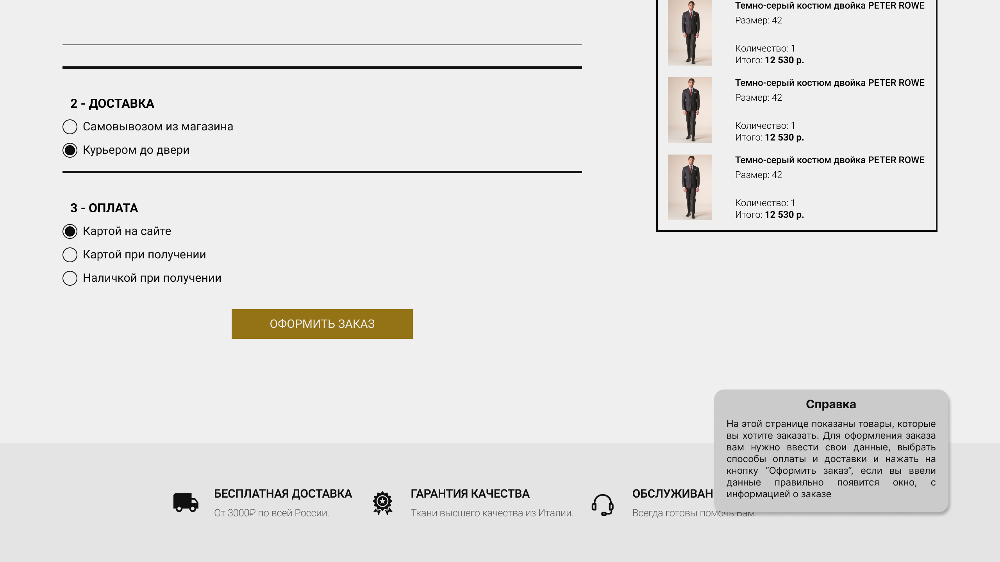 2 - ДОСТАВКА
Самовывозом из магазина
Курьером до двери
3 - ОПЛАТА
Картой на сайте
Картой при получении
Наличкой при получении
ОФОРМИТЬ ЗАКАЗ
Темно-серый костюм двойка PETER ROWE
Размер: 42
Количество: 1
Итого: 12 530 р.
Темно-серый костюм двойка PETER ROWE
Размер: 42
Количество: 1
Итого: 12 530 р.
Темно-серый костюм двойка PETER ROWE
Размер: 42
Количество: 1
Итого: 12 530 р.
Справка
На этой странице показаны товары, которые
вы хотите заказать. Для оформления заказа
вам нужно ввести свои данные, выбрать
способы оплаты и доставки и нажать на
кнопку “Оформить заказ”, если вы ввели
данные правильно появится окно, с
информацией о заказе
БЕСПЛАТНАЯ ДОСТАВКА
От 3000₽ по всей России.
ГАРАНТИЯ КАЧЕСТВА
Ткани высшего качества из Италии.
Всегда готовы помочь Вам.